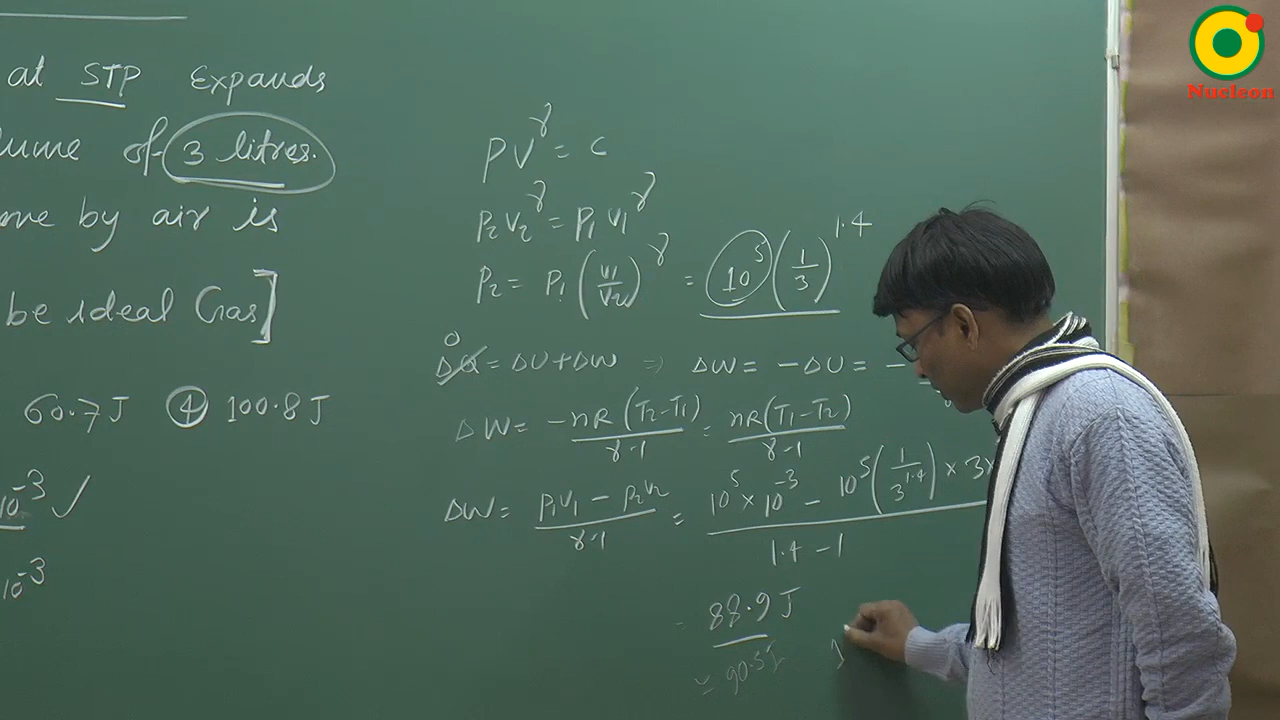 at STP Expands
lume of 3 litres.
by air is
be ideal Gas]
60.7 J ④ 100.8 J
10⁻³ ✓
10⁻³
PV^γ = c
P₂V₂^γ = P₁V₁^γ
P₂ = P₁ (V₁/V₂)^γ = 10⁵ (1/3)^1.4
0
ΔQ = ΔU + ΔW ⇒ ΔW = -ΔU = -
ΔW = -nR(T₂-T₁)/γ-1 = nR(T₁-T₂)/γ-1
ΔW = P₁V₁ - P₂V₂/γ-1 = 10⁵ × 10⁻³ - 10⁵(1/3^1.4) × 3×/1.4 - 1
= 88.9 J
≃ 90.5 J
Nucleon